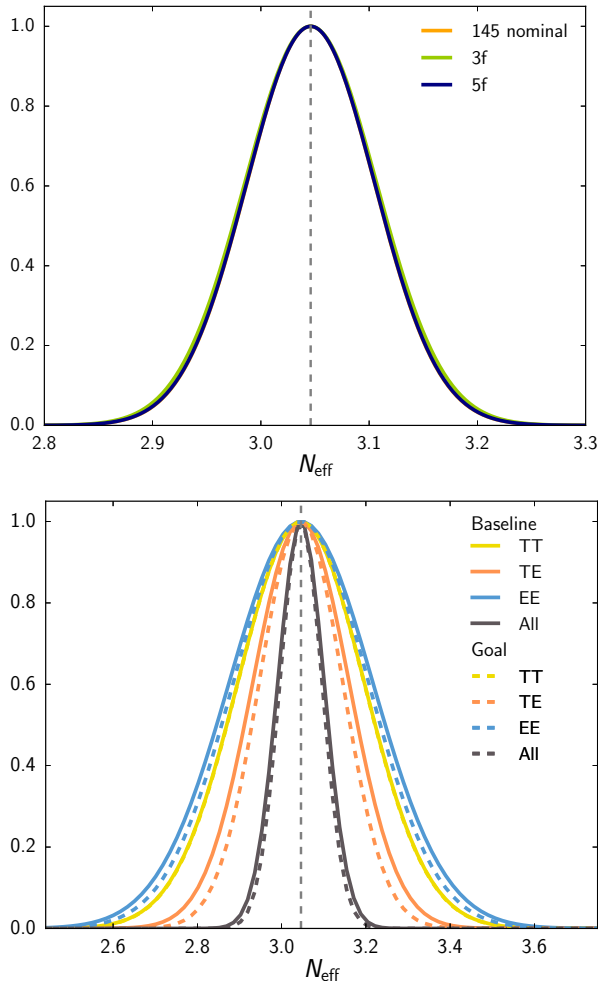 1.0
0.8
0.6
0.4
0.2
0.0
145 nominal
3f
5f
2.8 2.9 3.0 3.1 3.2 3.3
N_eff
1.0
0.8
0.6
0.4
0.2
0.0
Baseline
TT
TE
EE
All
Goal
TT
TE
EE
All
2.6 2.8 3.0 3.2 3.4 3.6
N_eff